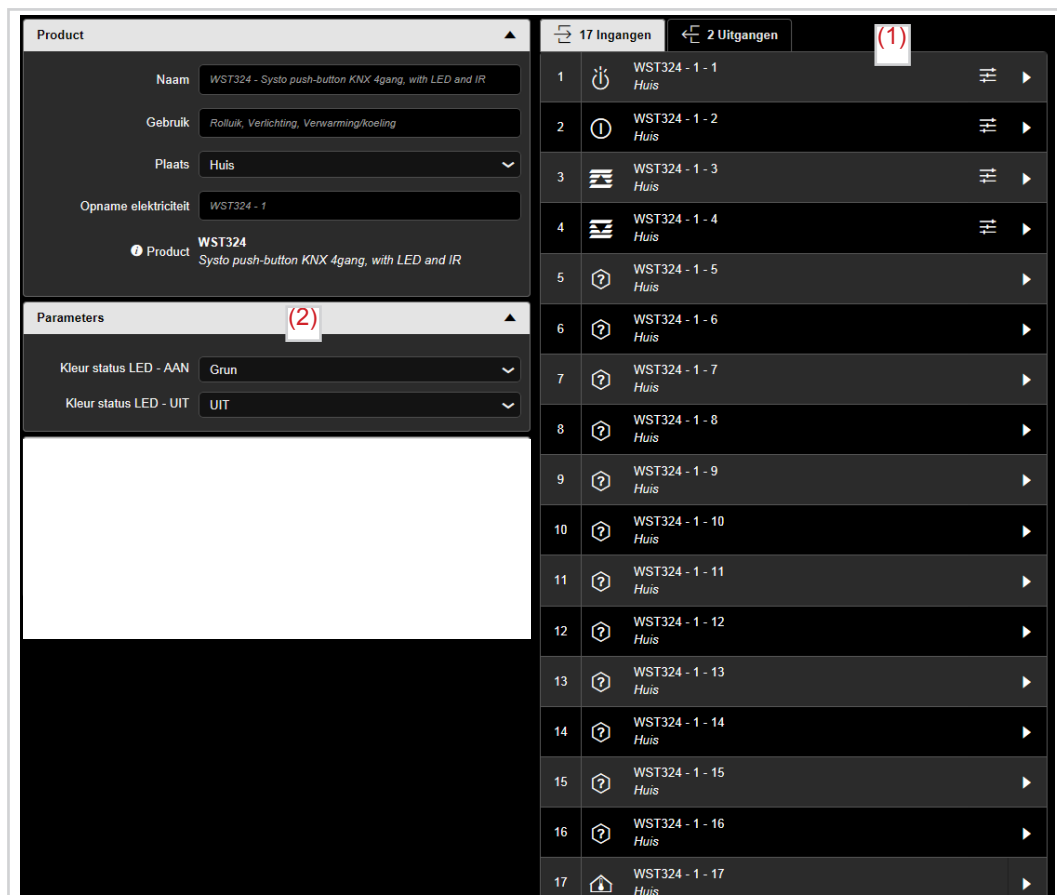 Product
Naam WST324 - Systo push-button KNX 4gang, with LED and IR
Gebruik Rolluik, Verlichting, Verwarming/koeling
Plaats Huis
Opname elektriciteit WST324 - 1
Product WST324
Systo push-button KNX 4gang, with LED and IR
Parameters (2)
Kleur status LED - AAN Grun
Kleur status LED - UIT UIT
17 Ingangen 2 Uitgangen (1)
1 WST324 - 1 - 1
Huis
2 WST324 - 1 - 2
Huis
3 WST324 - 1 - 3
Huis
4 WST324 - 1 - 4
Huis
5 WST324 - 1 - 5
Huis
6 WST324 - 1 - 6
Huis
7 WST324 - 1 - 7
Huis
8 WST324 - 1 - 8
Huis
9 WST324 - 1 - 9
Huis
10 WST324 - 1 - 10
Huis
11 WST324 - 1 - 11
Huis
12 WST324 - 1 - 12
Huis
13 WST324 - 1 - 13
Huis
14 WST324 - 1 - 14
Huis
15 WST324 - 1 - 15
Huis
16 WST324 - 1 - 16
Huis
17 WST324 - 1 - 17
Huis